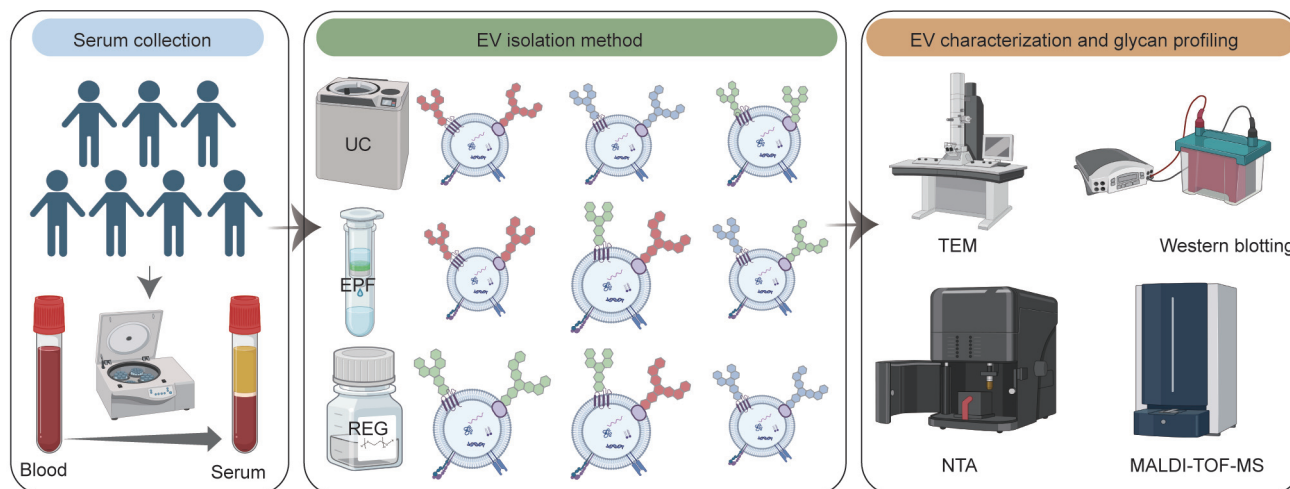 Serum collection
Blood
Serum
EV isolation method
UC
EPF
REG
EV characterization and glycan profiling
TEM
Western blotting
NTA
MALDI-TOF-MS